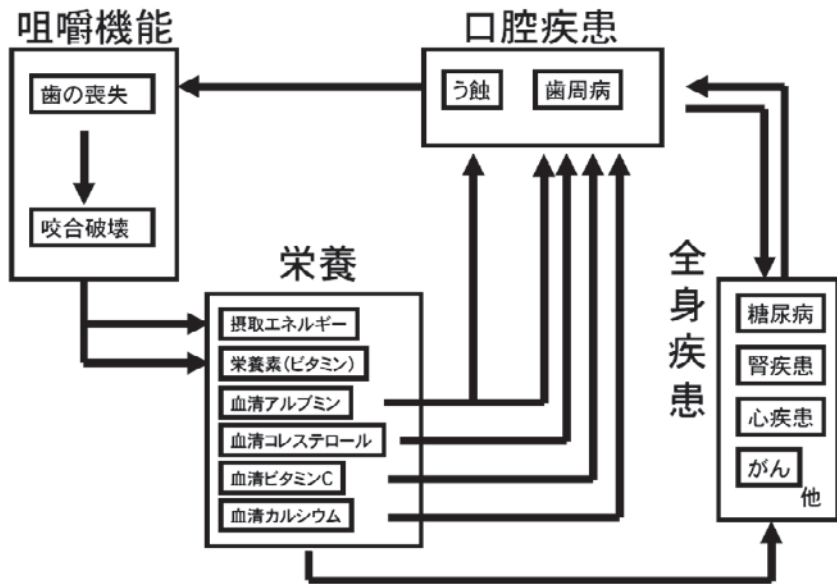 咀嚼機能
歯の喪失
咬合破壊
口腔疾患
う蝕
歯周病
栄養
摂取エネルギー
栄養素(ビタミン)
血清アルブミン
血清コレステロール
血清ビタミンC
血清カルシウム
全身疾患
糖尿病
腎疾患
心疾患
がん
他